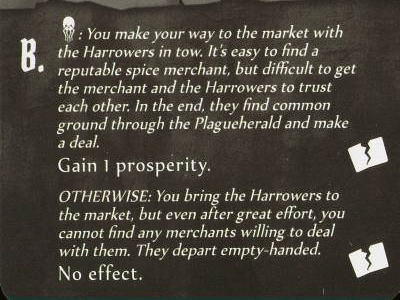 B. : You make your way to the market with
the Harrowers in tow. It's easy to find a
reputable spice merchant, but difficult to get
the merchant and the Harrowers to trust
each other. In the end, they find common
ground through the Plagueherald and make
a deal.
Gain 1 prosperity.
OTHERWISE: You bring the Harrowers to
the market, but even after great effort, you
cannot find any merchants willing to deal
with them. They depart empty-handed.
No effect.